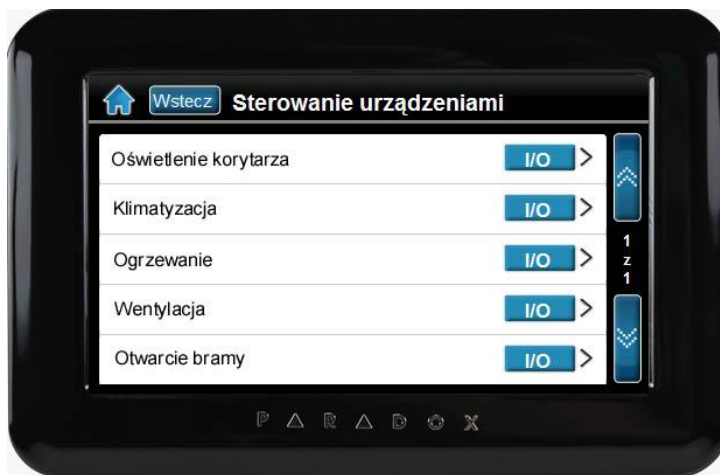 Wstecz Sterowanie urządzeniami
Oświetlenie korytarza I/O >
Klimatyzacja I/O >
1
z
1
Ogrzewanie I/O >
Wentylacja I/O >
Otwarcie bramy I/O >
PARADOX